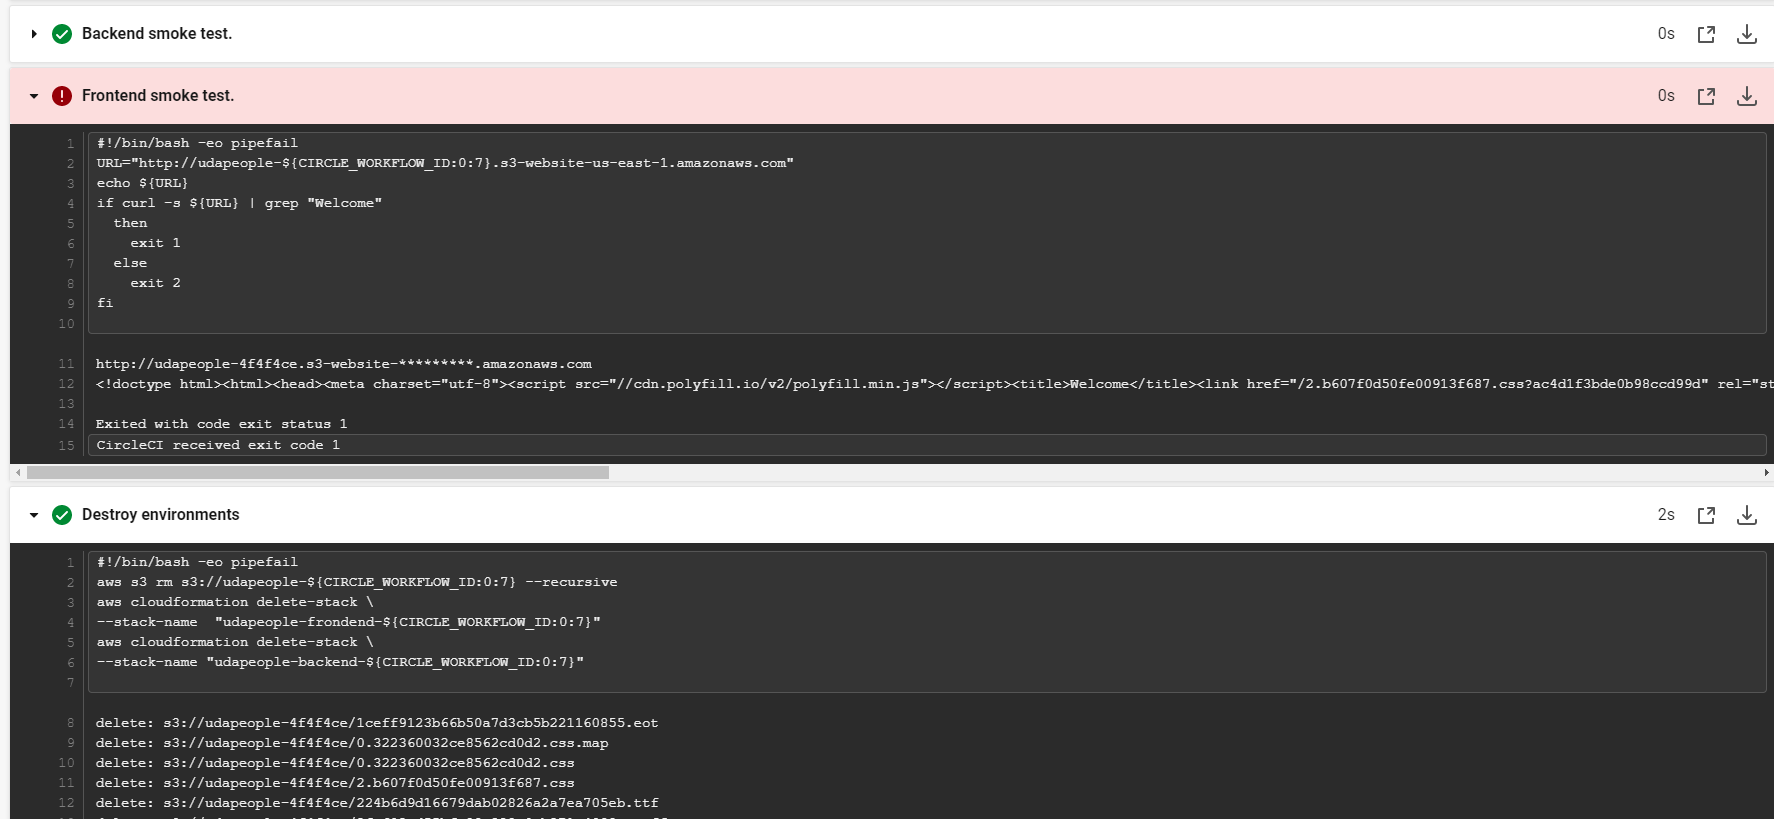 Backend smoke test.
0s
Frontend smoke test.
0s
1 #!/bin/bash -eo pipefail
2 URL="http://udapeople-${CIRCLE_WORKFLOW_ID:0:7}.s3-website-us-east-1.amazonaws.com"
3 echo ${URL}
4 if curl -s ${URL} | grep "Welcome"
5 then
6 exit 1
7 else
8 exit 2
9 fi
10
11 http://udapeople-4f4f4ce.s3-website-*********.amazonaws.com
12 <!doctype html><html><head><meta charset="utf-8"><script src="//cdn.polyfill.io/v2/polyfill.min.js"></script><title>Welcome</title><link href="/2.b607f0d50fe00913f687.css?ac4d1f3bde0b98ccd99d" rel="st
13
14 Exited with code exit status 1
15 CircleCI received exit code 1
Destroy environments
2s
1 #!/bin/bash -eo pipefail
2 aws s3 rm s3://udapeople-${CIRCLE_WORKFLOW_ID:0:7} --recursive
3 aws cloudformation delete-stack \
4 --stack-name  "udapeople-frondend-${CIRCLE_WORKFLOW_ID:0:7}"
5 aws cloudformation delete-stack \
6 --stack-name "udapeople-backend-${CIRCLE_WORKFLOW_ID:0:7}"
7
8 delete: s3://udapeople-4f4f4ce/1ceff9123b66b50a7d3cb5b221160855.eot
9 delete: s3://udapeople-4f4f4ce/0.322360032ce8562cd0d2.css.map
10 delete: s3://udapeople-4f4f4ce/0.322360032ce8562cd0d2.css
11 delete: s3://udapeople-4f4f4ce/2.b607f0d50fe00913f687.css
12 delete: s3://udapeople-4f4f4ce/224b6d9d16679dab02826a2a7ea705eb.ttf